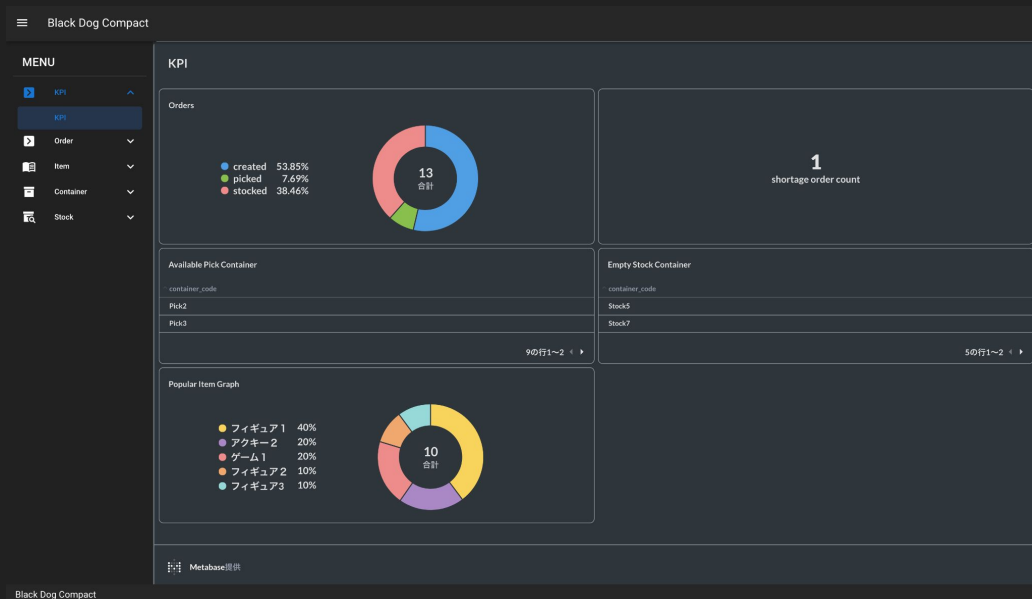 Black Dog Compact
MENU
KPI
KPI
Order
Item
Container
Stock
KPI
Orders
created 53.85%
picked 7.69%
stocked 38.46%
13
合計
1
shortage order count
Available Pick Container
container_code
Pick2
Pick3
9の行1～2
Empty Stock Container
container_code
Stock5
Stock7
5の行1～2
Popular Item Graph
フィギュア1 40%
アクキー2 20%
ゲーム1 20%
フィギュア2 10%
フィギュア3 10%
10
合計
Metabase提供
Black Dog Compact